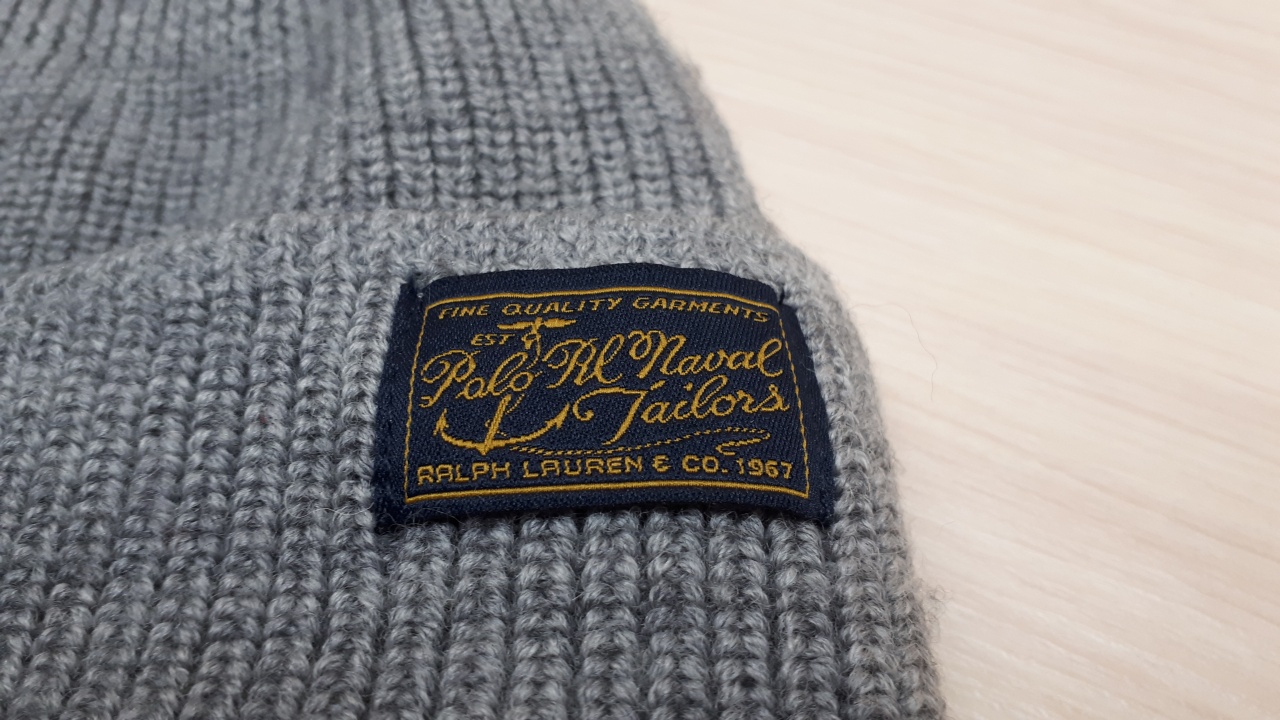 FINE QUALITY GARMENTS
EST
Polo Rl Naval
Tailors
RALPH LAUREN & CO. 1967